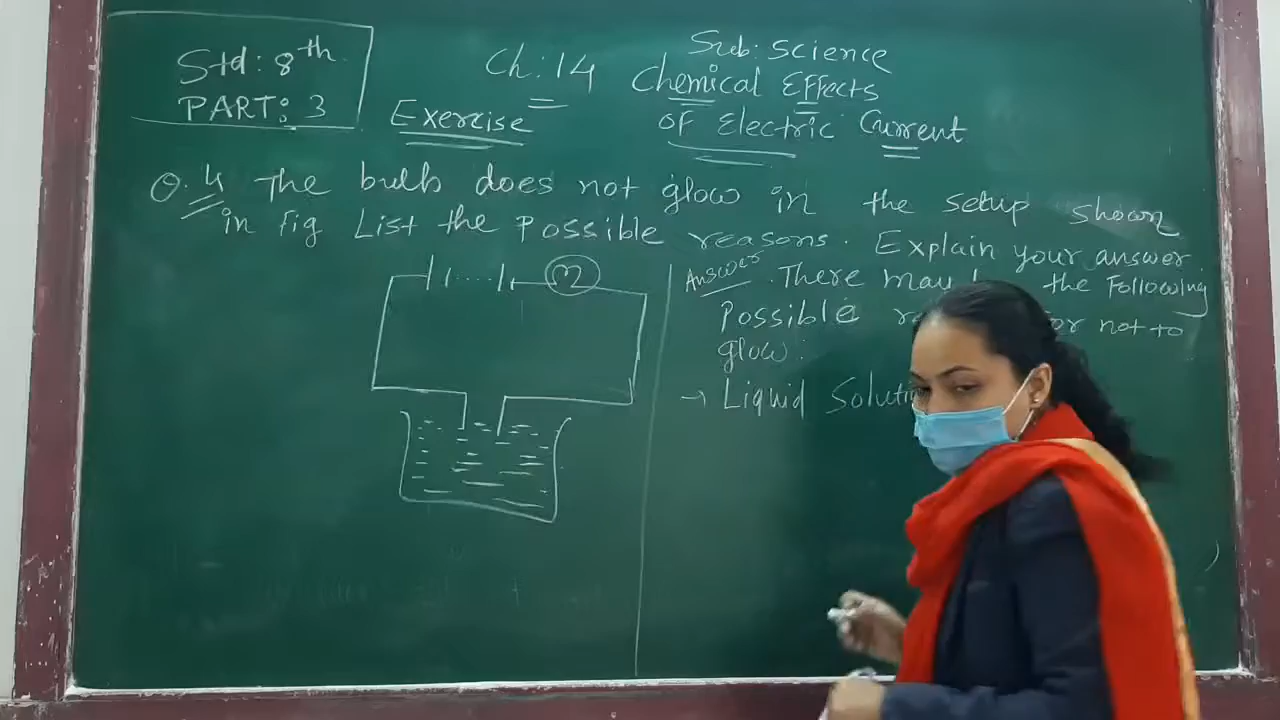 Std: 8th
PART: 3
Ch: 14
Sub: Science
Chemical Effects
OF Electric Current
Exercise
Q. 4 The bulb does not glow in the setup shown
in fig List the Possible reasons. Explain your answer.
Answer There may the Following
Possible not to
glow:
→ Liquid